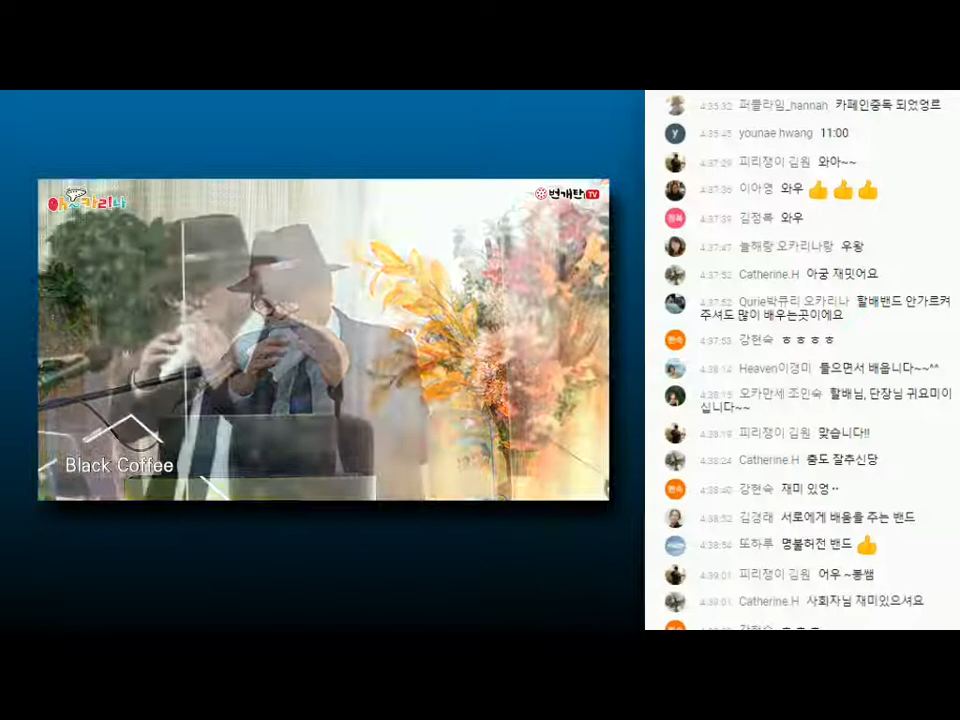 아~카리나
번개탄 TV
Black Coffee
4:35:32 퍼플라임_hannah 카페인중독 되었엉르
y 4:35:45 younae hwang 11:00
4:37:29 피리쟁이 김원 와아~~
4:37:36 이아영 와우 👍👍👍
4:37:39 김정록 와우
4:37:47 늘해랑 오카리나랑 우왕
4:37:52 Catherine.H 아궁 재밋어요
4:37:52 Qurie박큐리 오카리나 할배밴드 안가르켜
주셔도 많이 배우는곳이에요
현숙 4:37:53 강현숙 ㅎㅎㅎㅎ
4:38:14 Heaven이경미 들으면서 배웁니다~~^^
4:38:15 오카만세 조인숙 할배님, 단장님 귀요미이
십니다~~
4:38:19 피리쟁이 김원 맞습니다!!
4:38:24 Catherine.H 춤도 잘추신당
현숙 4:38:40 강현숙 재미 있엉··
4:38:52 김경래 서로에게 배움을 주는 밴드
4:38:54 또하루 명불허전 밴드 👍
4:39:01 피리쟁이 김원 어우 ~봉쌤
4:39:01 Catherine.H 사회자님 재미있으셔요